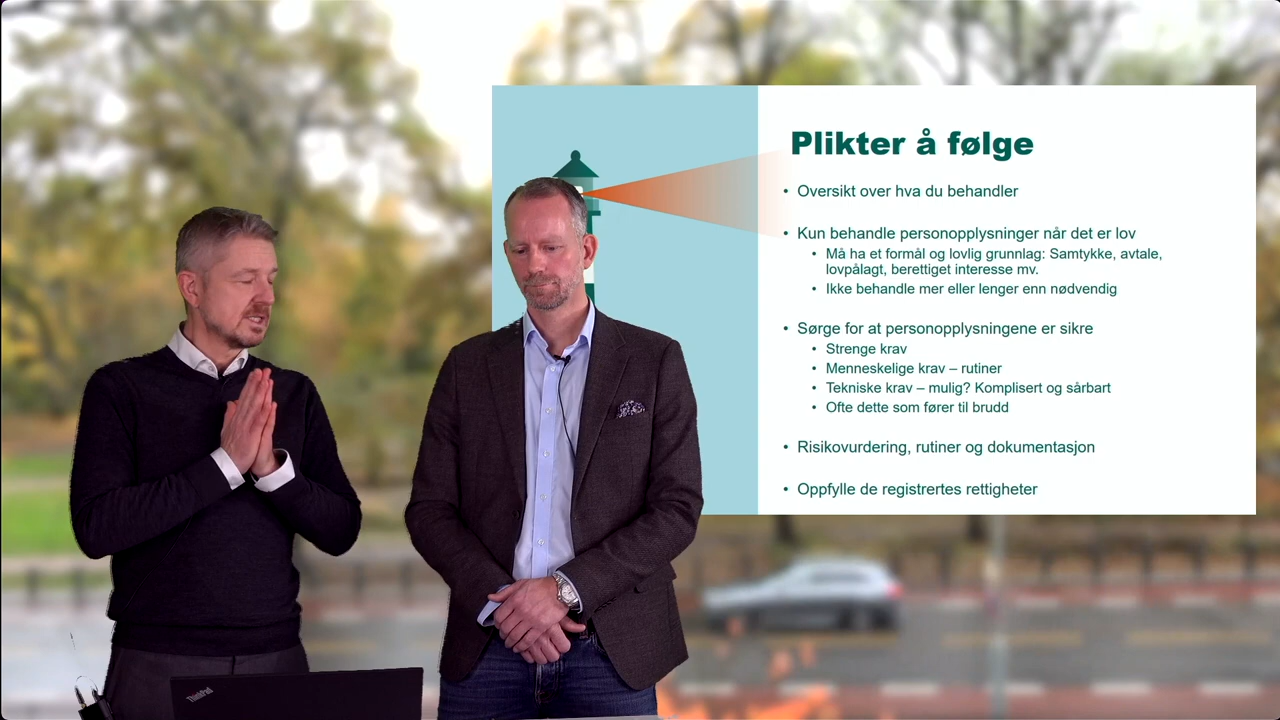 Plikter å følge
• Oversikt over hva du behandler
• Kun behandle personopplysninger når det er lov
• Må ha et formål og lovlig grunnlag: Samtykke, avtale,
lovpålagt, berettiget interesse mv.
• Ikke behandle mer eller lenger enn nødvendig
• Sørge for at personopplysningene er sikre
• Strenge krav
• Menneskelige krav – rutiner
• Tekniske krav – mulig? Komplisert og sårbart
• Ofte dette som fører til brudd
• Risikovurdering, rutiner og dokumentasjon
• Oppfylle de registrertes rettigheter
ThinkPad